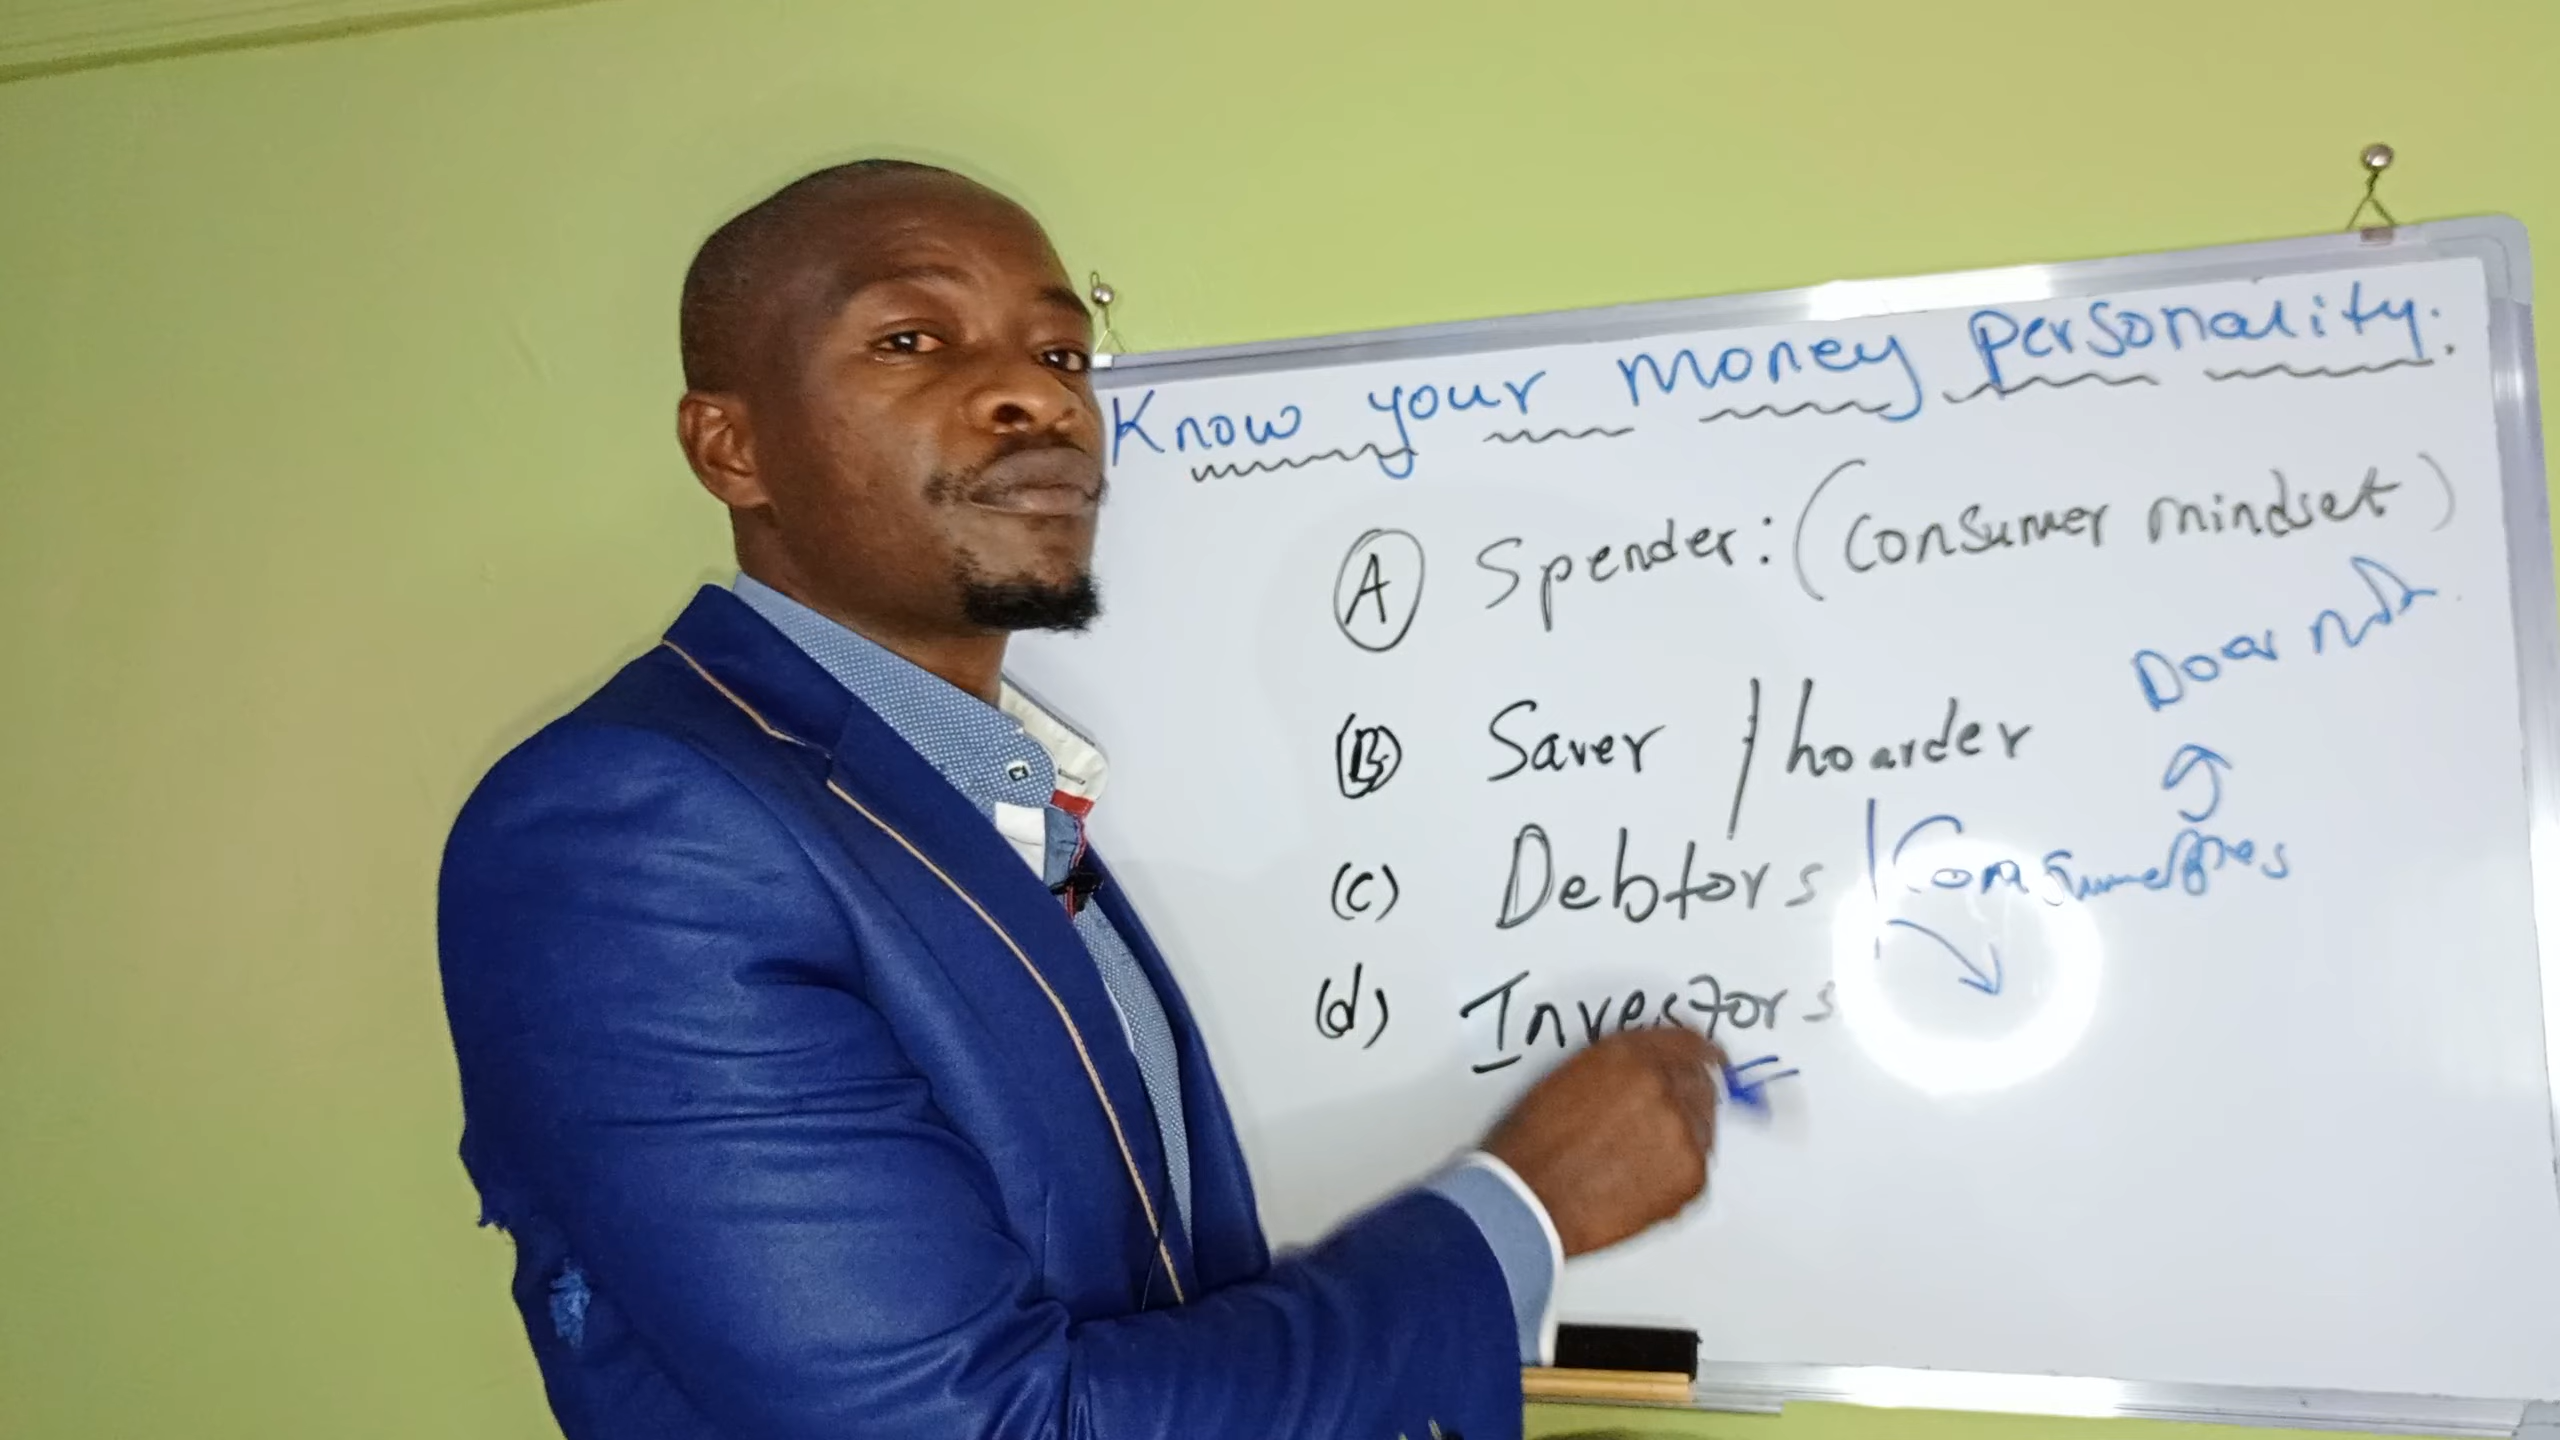 Know your money personality.
(A) Spender: (consumer mindset)
(B) Saver / hoarder
(C) Debtors /
(d) Investors